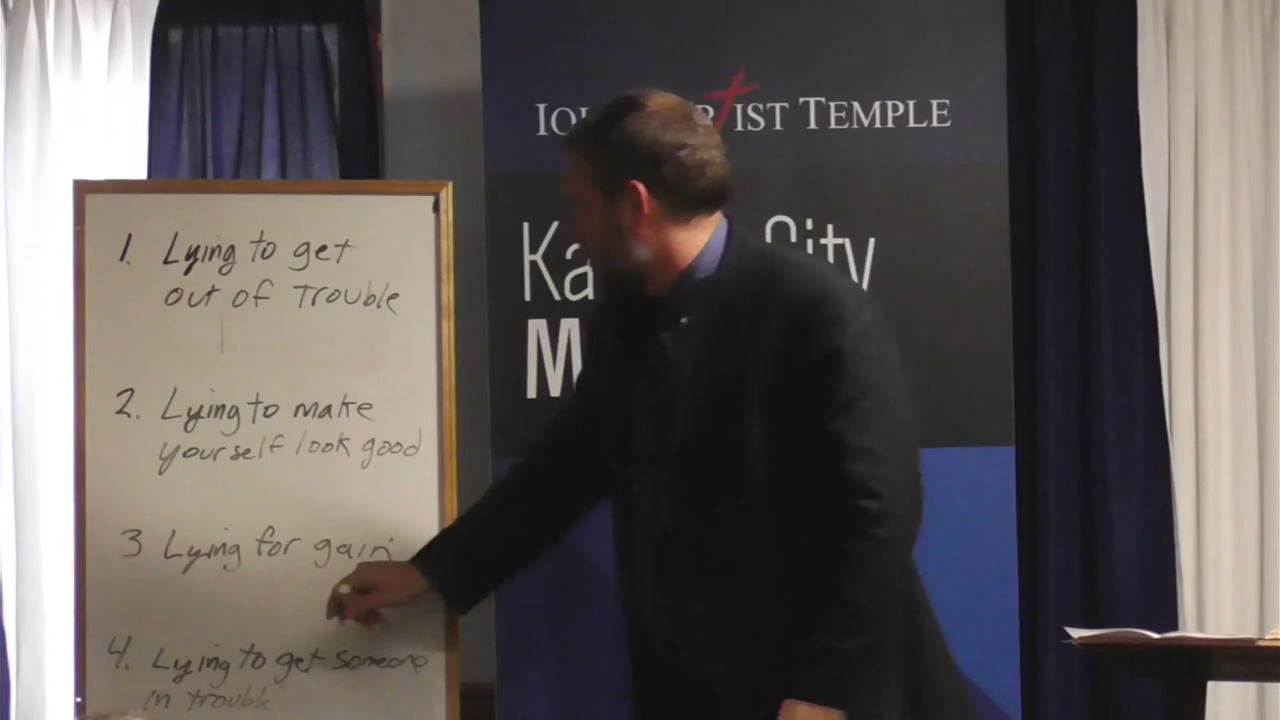 1. Lying to get
out of Trouble
2. Lying to make
yourself look good
3 Lying for gain
4. Lying to get someone
in trouble
IST TEMPLE
City